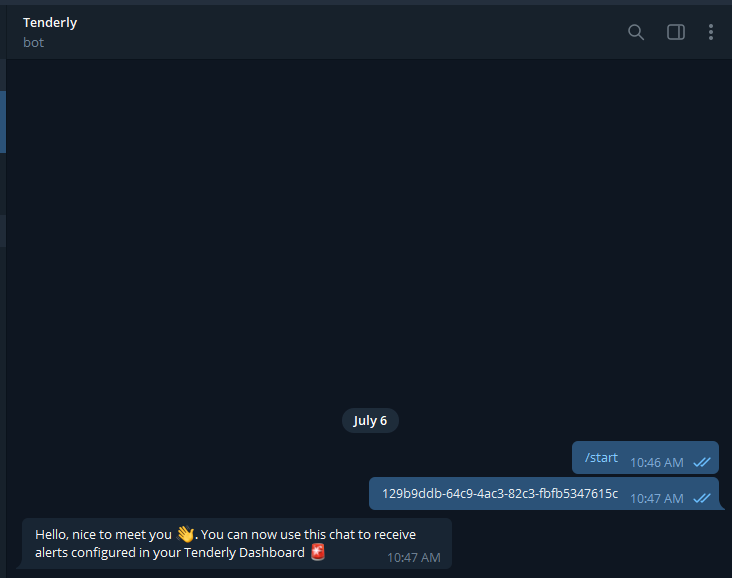 Tenderly
bot
July 6
/start 10:46 AM
129b9ddb-64c9-4ac3-82c3-fbfb5347615c 10:47 AM
Hello, nice to meet you 👋. You can now use this chat to receive
alerts configured in your Tenderly Dashboard 🚨 10:47 AM